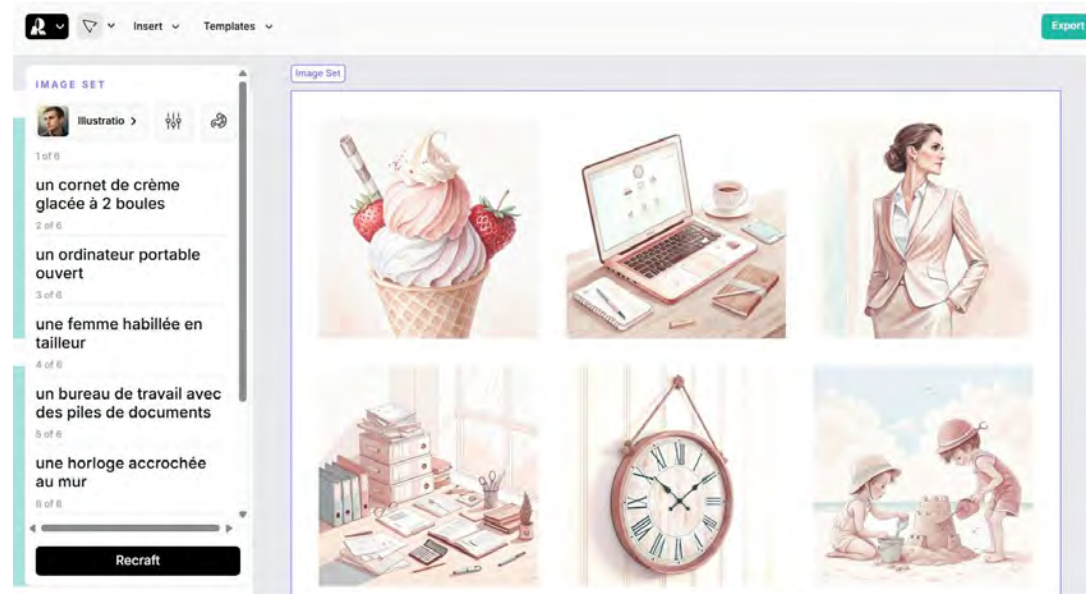 Insert
Templates
Export
IMAGE SET
Illustratio
1 of 6
un cornet de crème
glacée à 2 boules
2 of 6
un ordinateur portable
ouvert
3 of 6
une femme habillée en
tailleur
4 of 6
un bureau de travail avec
des piles de documents
5 of 6
une horloge accrochée
au mur
6 of 6
Recraft
Image Set